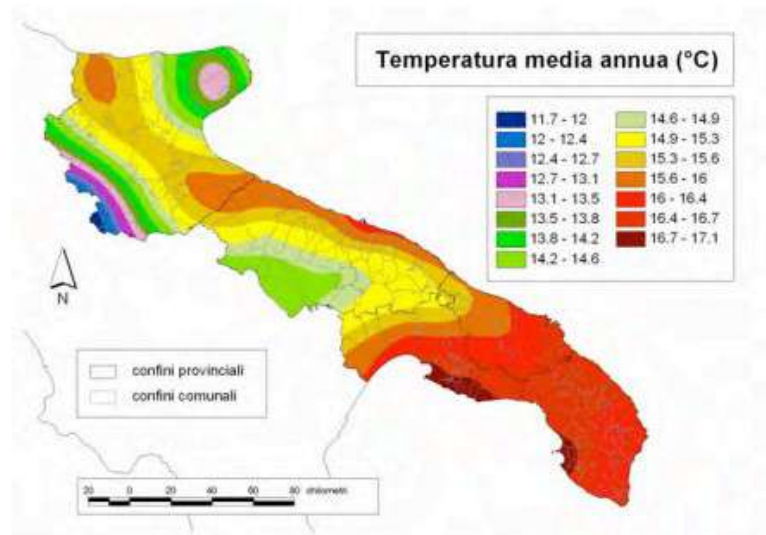 Temperatura media annua (°C)
11.7 - 12
12 - 12.4
12.4 - 12.7
12.7 - 13.1
13.1 - 13.5
13.5 - 13.8
13.8 - 14.2
14.2 - 14.6
14.6 - 14.9
14.9 - 15.3
15.3 - 15.6
15.6 - 16
16 - 16.4
16.4 - 16.7
16.7 - 17.1
N
confini provinciali
confini comunali
20 0 20 40 60 80 chilometri